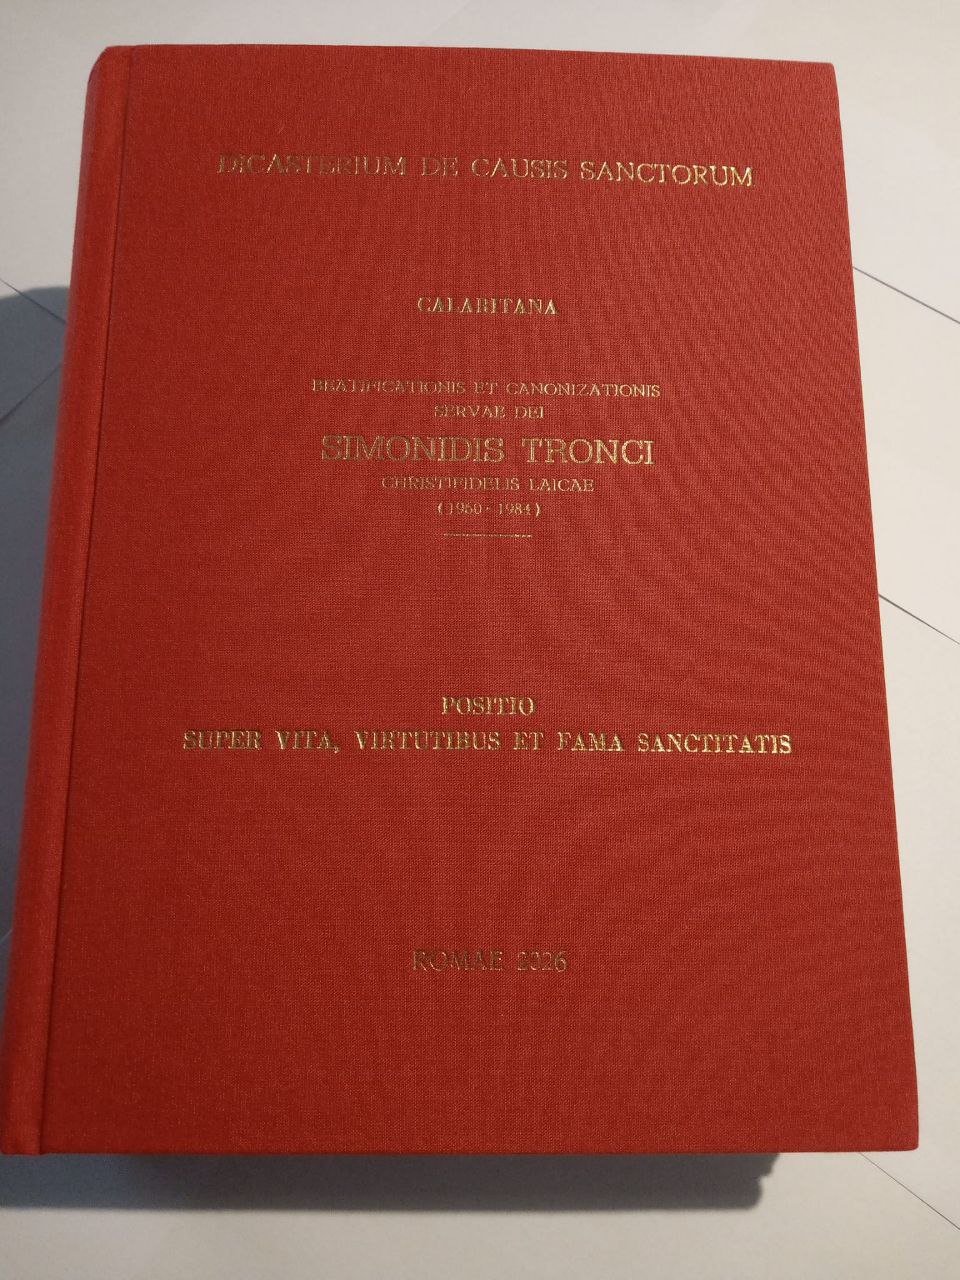 DICASTERIUM DE CAUSIS SANCTORUM
CALARITANA
BEATIFICATIONIS ET CANONIZATIONIS
SERVAE DEI
SIMONIDIS TRONCI
CHRISTIFIDELIS LAICAE
(1960 - 1984)
POSITIO
SUPER VITA, VIRTUTIBUS ET FAMA SANCTITATIS
ROMAE 2026